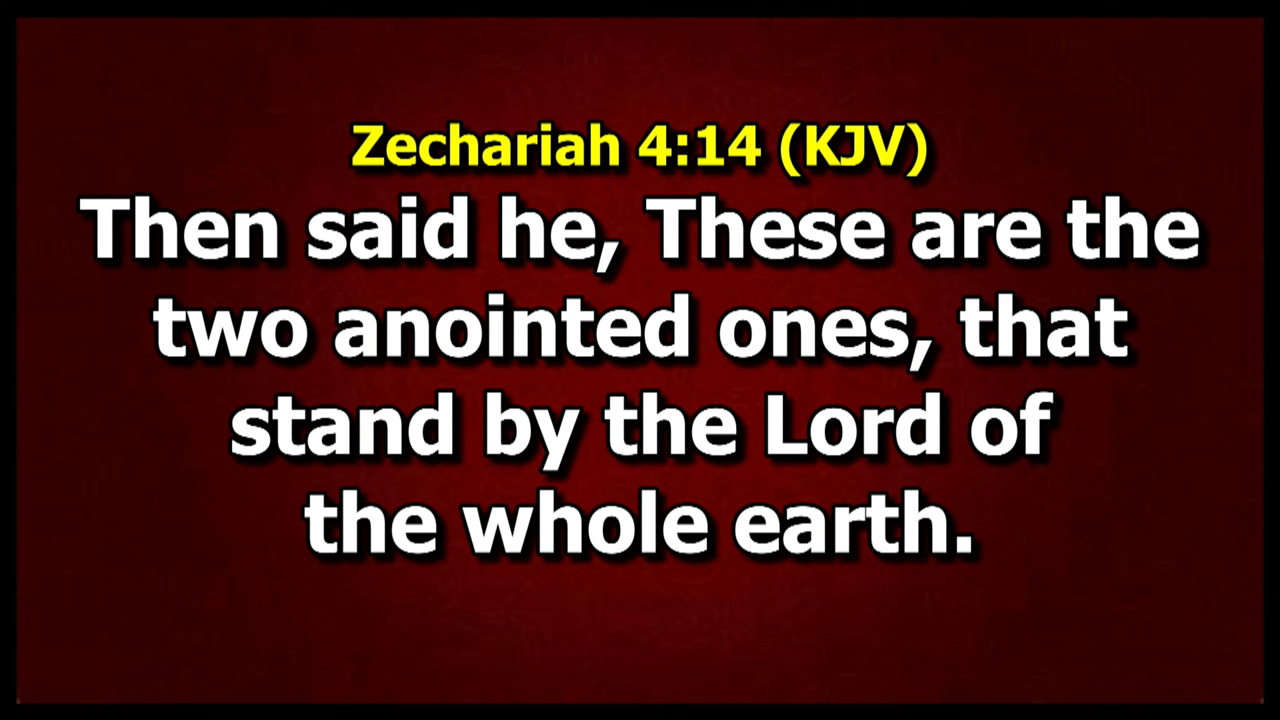 Zechariah 4:14 (KJV)
Then said he, These are the
two anointed ones, that
stand by the Lord of
the whole earth.